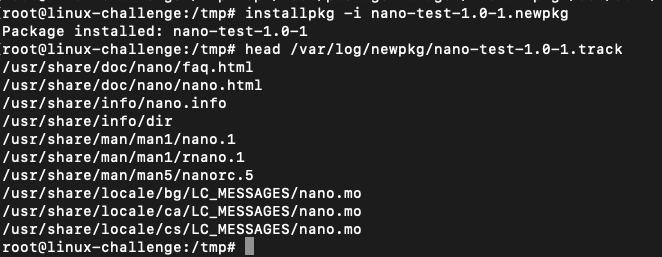 [root@linux-challenge:/tmp# installpkg -i nano-test-1.0-1.newpkg
Package installed: nano-test-1.0-1
[root@linux-challenge:/tmp# head /var/log/newpkg/nano-test-1.0-1.track
/usr/share/doc/nano/faq.html
/usr/share/doc/nano/nano.html
/usr/share/info/nano.info
/usr/share/info/dir
/usr/share/man/man1/nano.1
/usr/share/man/man1/rnano.1
/usr/share/man/man5/nanorc.5
/usr/share/locale/bg/LC_MESSAGES/nano.mo
/usr/share/locale/ca/LC_MESSAGES/nano.mo
/usr/share/locale/cs/LC_MESSAGES/nano.mo
root@linux-challenge:/tmp#